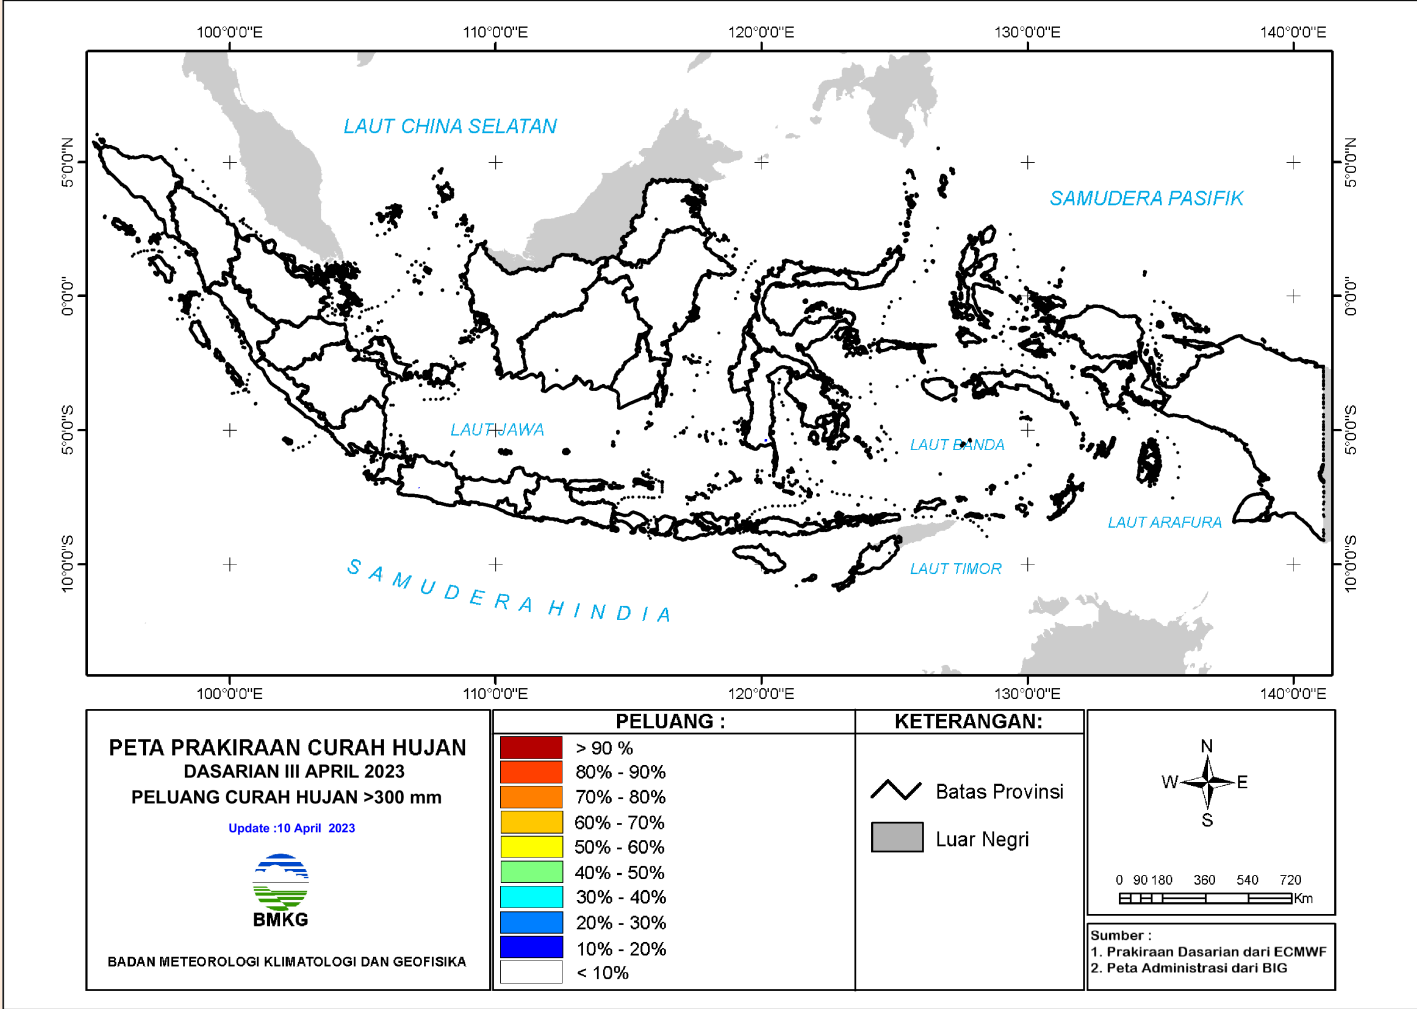 100°0'0"E 110°0'0"E 120°0'0"E 130°0'0"E 140°0'0"E
5°0'0"N
0°0'0"
5°0'0"S
10°0'0"S
LAUT CHINA SELATAN
SAMUDERA PASIFIK
LAUT JAWA
LAUT BANDA
LAUT ARAFURA
LAUT TIMOR
SAMUDERA HINDIA
5°0'0"N
0°0'0"
5°0'0"S
10°0'0"S
100°0'0"E 110°0'0"E 120°0'0"E 130°0'0"E 140°0'0"E
PETA PRAKIRAAN CURAH HUJAN
DASARIAN III APRIL 2023
PELUANG CURAH HUJAN >300 mm
Update :10 April 2023
BMKG
BADAN METEOROLOGI KLIMATOLOGI DAN GEOFISIKA
PELUANG :
> 90 %
80% - 90%
70% - 80%
60% - 70%
50% - 60%
40% - 50%
30% - 40%
20% - 30%
10% - 20%
< 10%
KETERANGAN:
Batas Provinsi
Luar Negri
N
W E
S
0 90 180 360 540 720
Km
Sumber :
1. Prakiraan Dasarian dari ECMWF
2. Peta Administrasi dari BIG